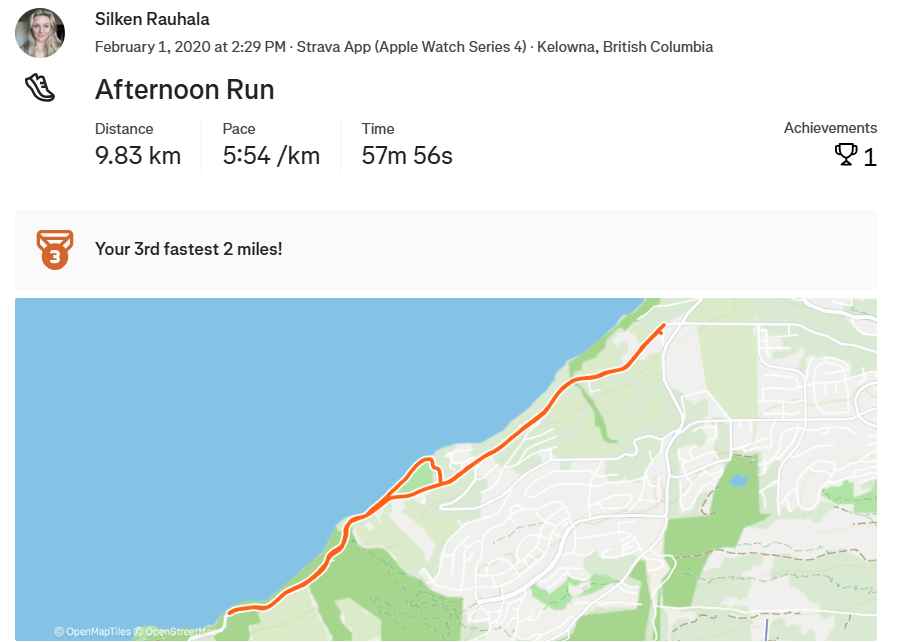 Silken Rauhala
February 1, 2020 at 2:29 PM · Strava App (Apple Watch Series 4) · Kelowna, British Columbia
Afternoon Run
Distance
9.83 km
Pace
5:54 /km
Time
57m 56s
Achievements
1
3
Your 3rd fastest 2 miles!
© OpenMapTiles © OpenStreetMap